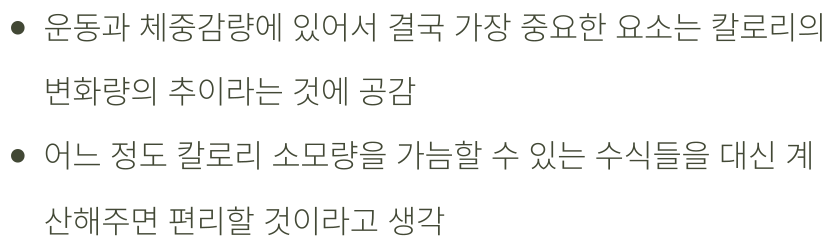 ● 운동과 체중감량에 있어서 결국 가장 중요한 요소는 칼로리의
변화량의 추이라는 것에 공감
● 어느 정도 칼로리 소모량을 가늠할 수 있는 수식들을 대신 계
산해주면 편리할 것이라고 생각